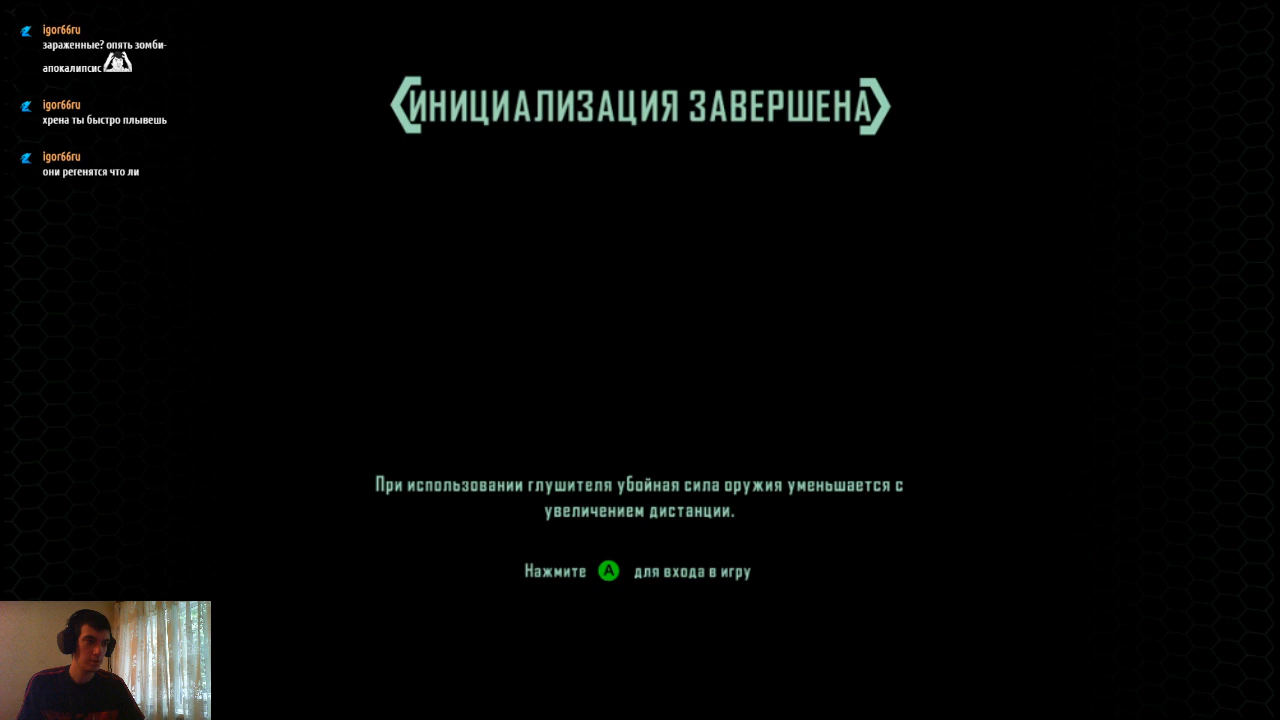 igor66ru
зараженные? опять зомби-
апокалипсис
igor66ru
хрена ты быстро плывешь
igor66ru
они регенятся что ли
ИНИЦИАЛИЗАЦИЯ ЗАВЕРШЕНА
При использовании глушителя убойная сила оружия уменьшается с
увеличением дистанции.
Нажмите A для входа в игру